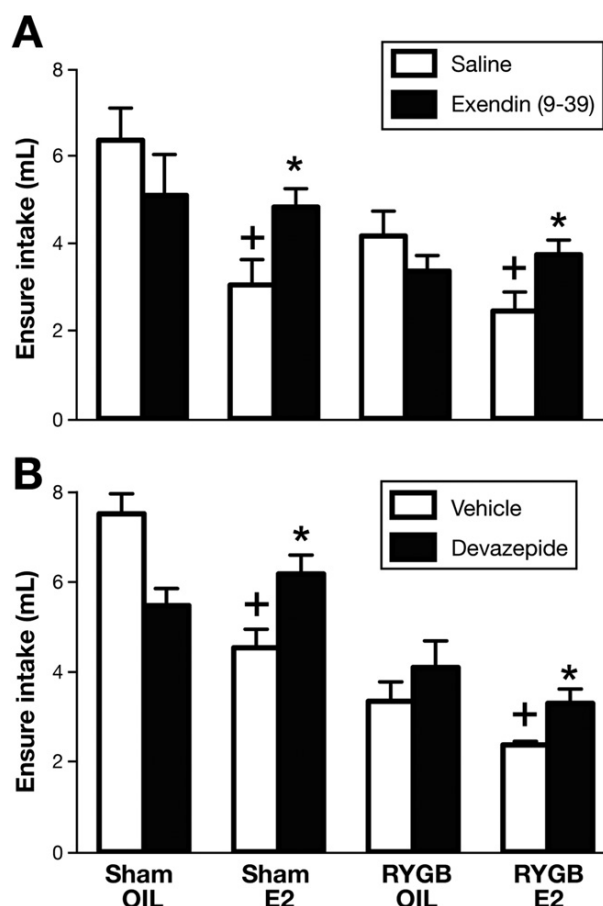 A
Saline
Exendin (9-39)
Ensure intake (mL)
8
6
4
2
0
+
*
+
*
B
Vehicle
Devazepide
Ensure intake (mL)
8
6
4
2
0
+
*
+
*
Sham Sham RYGB RYGB
OIL E2 OIL E2